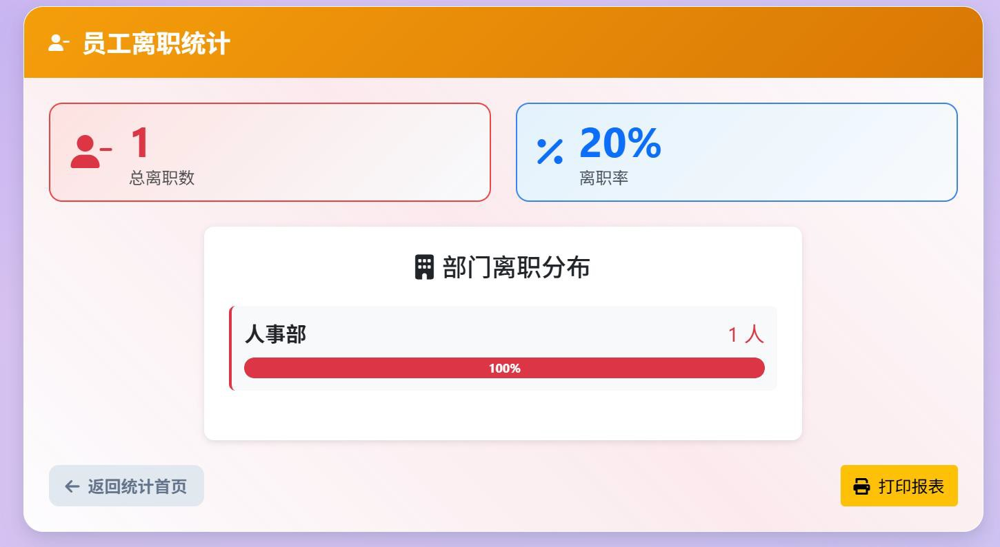 员工离职统计
1
总离职数
20%
离职率
部门离职分布
人事部
1 人
100%
返回统计首页
打印报表